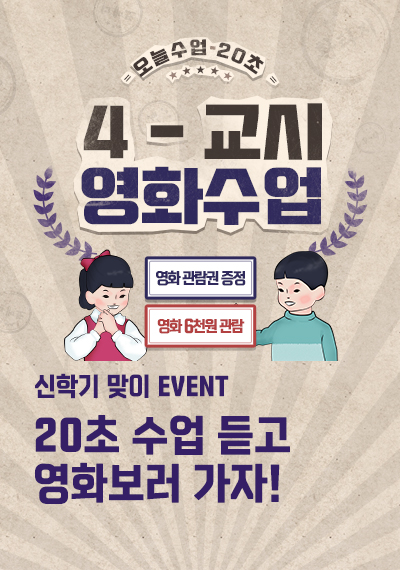 오늘수업-20초
4 - 교시
영화수업
영화 관람권 증정
영화 6천원 관람
신학기 맞이 EVENT
20초 수업 듣고
영화보러 가자!